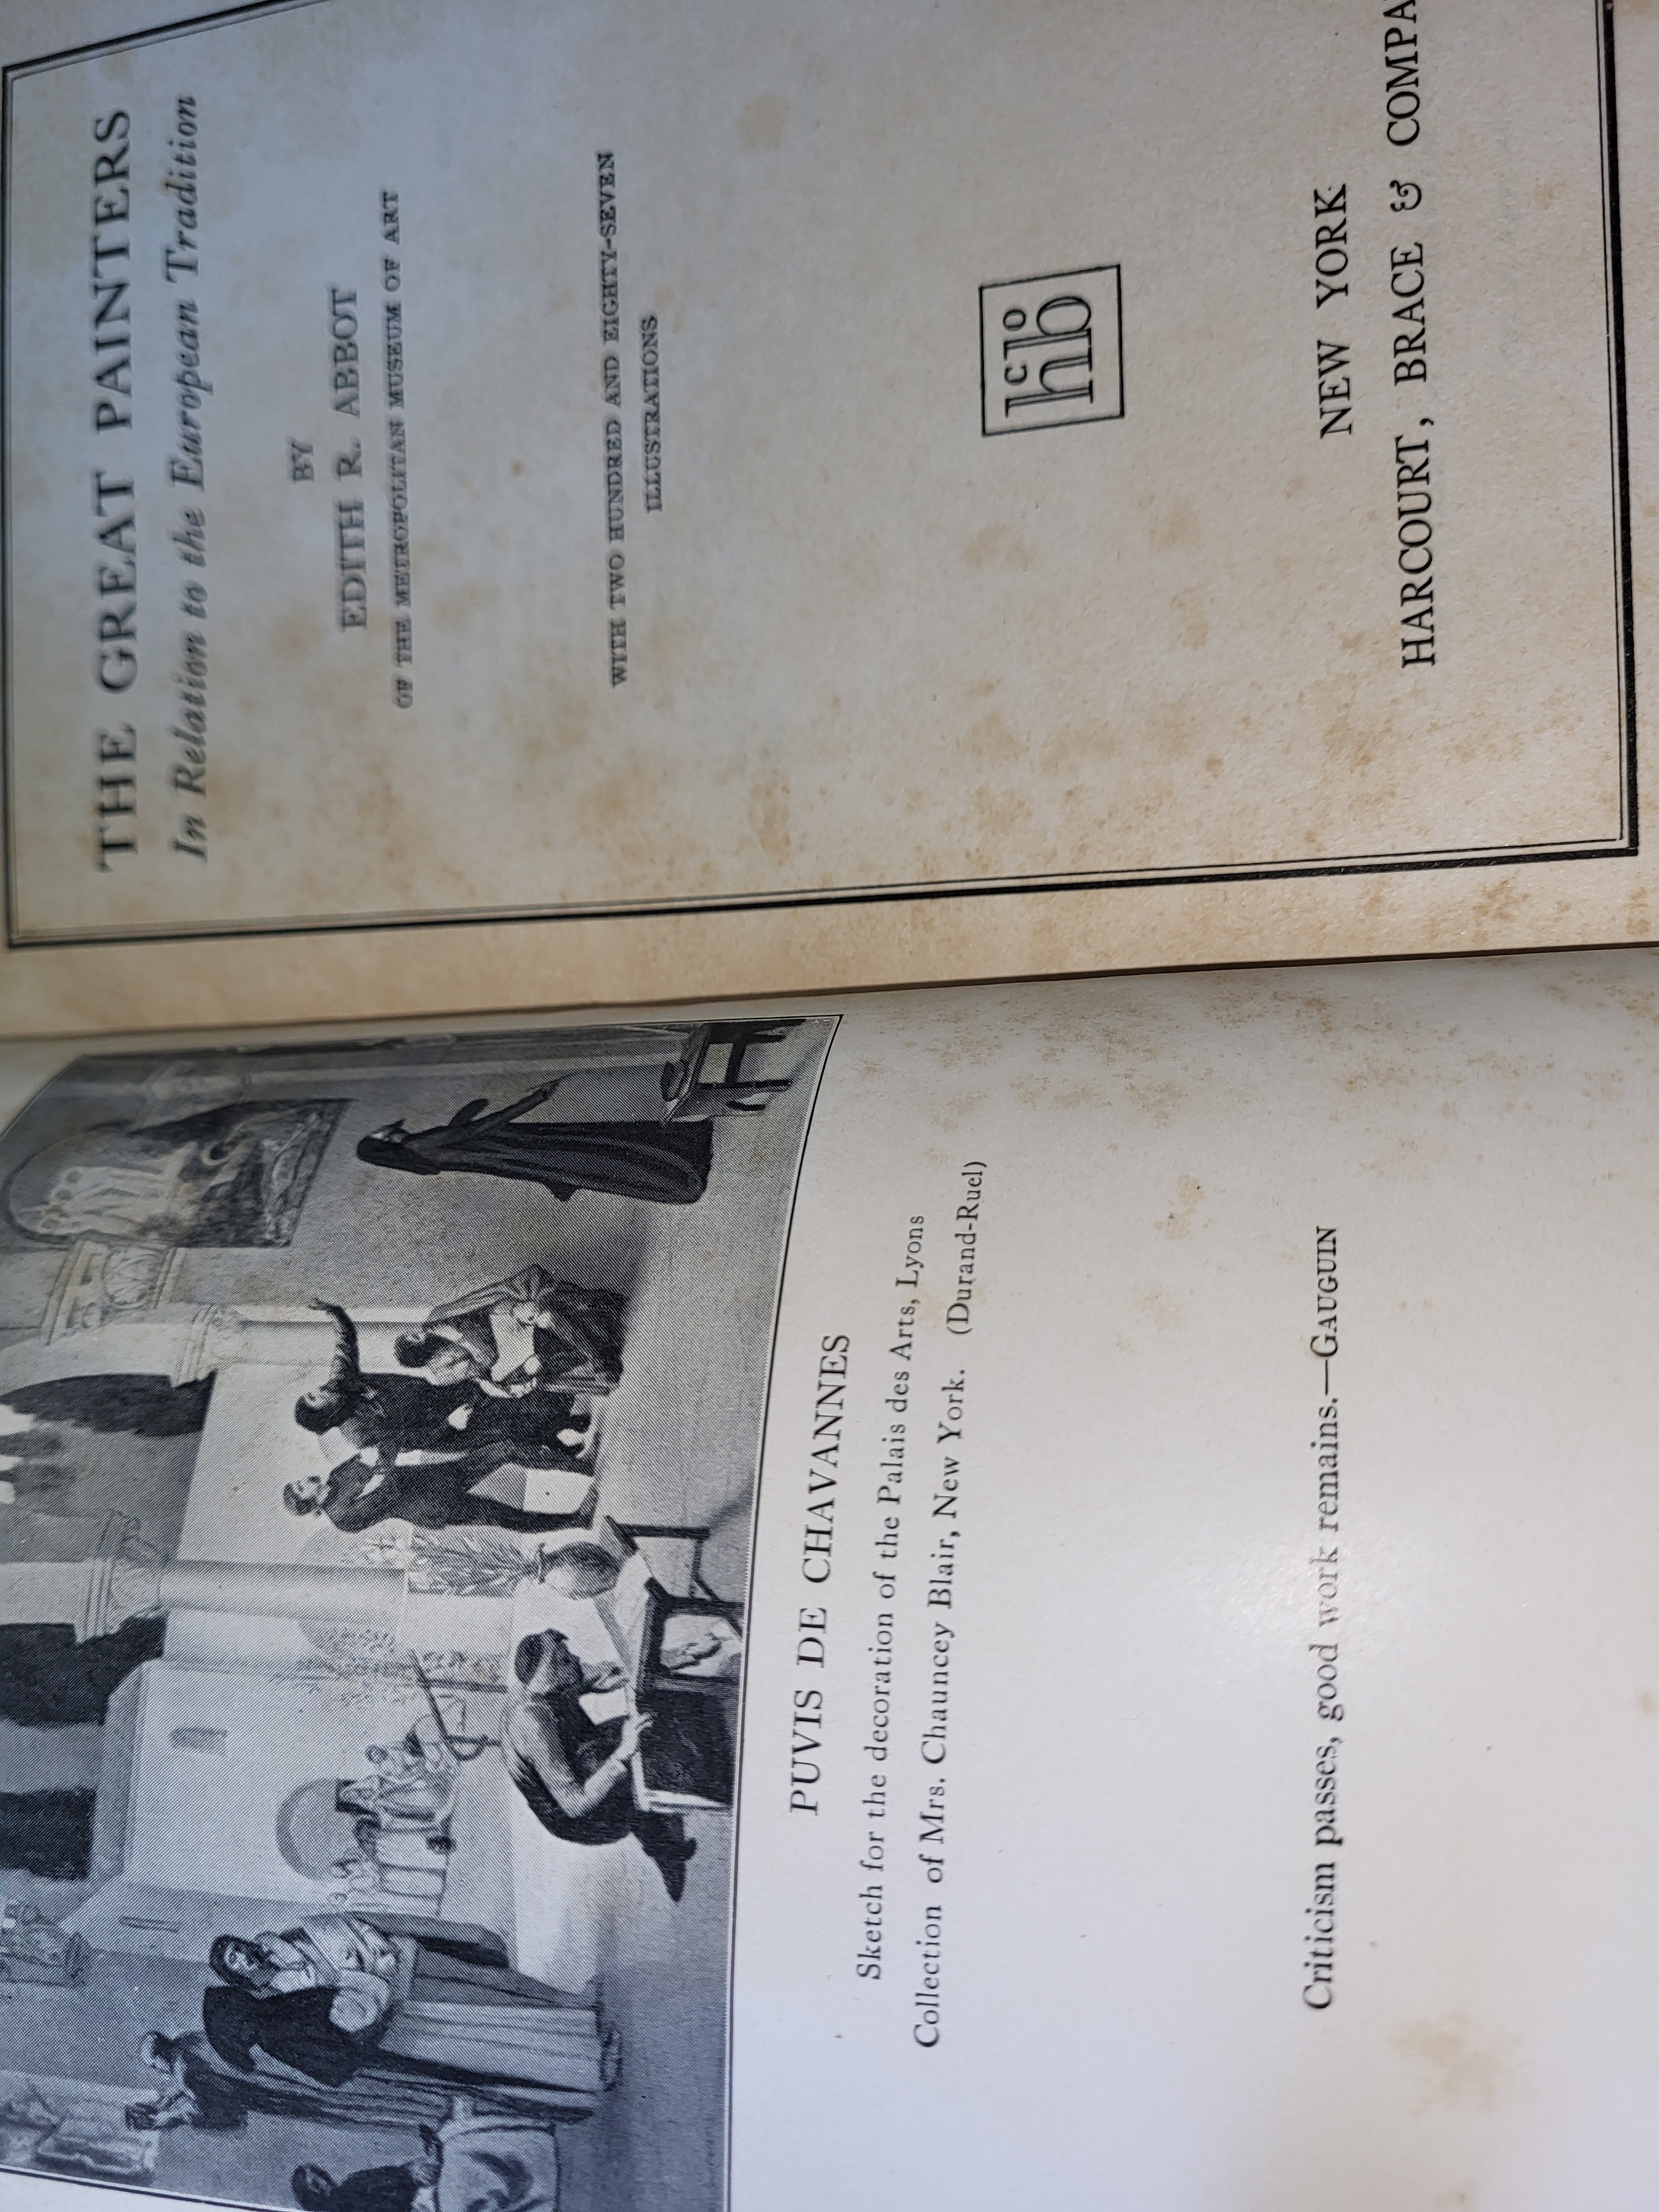 PUVIS DE CHAVANNES
Sketch for the decoration of the Palais des Arts, Lyons
Collection of Mrs. Chauncey Blair, New York. (Durand-Ruel)
Criticism passes, good work remains.—GAUGUIN
THE GREAT PAINTERS
In Relation to the European Tradition
BY
EDITH R. ABBOT
OF THE METROPOLITAN MUSEUM OF ART
WITH TWO HUNDRED AND EIGHTY-SEVEN
ILLUSTRATIONS
hb co
NEW YORK
HARCOURT, BRACE & COMPA